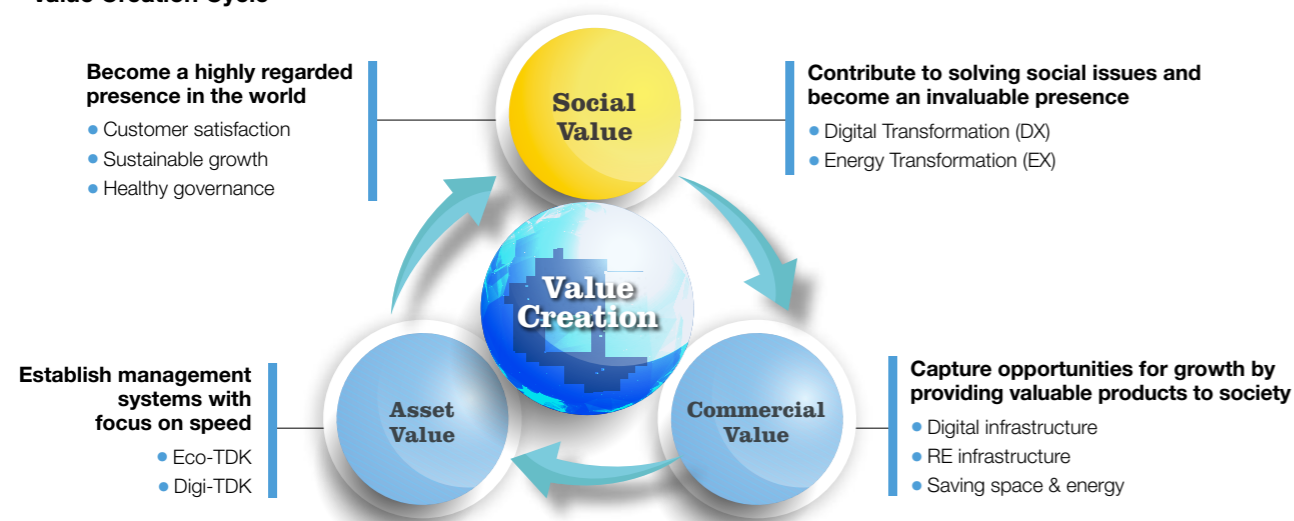 Value Creation Cycle
Become a highly regarded
presence in the world
● Customer satisfaction
● Sustainable growth
● Healthy governance
Social
Value
Contribute to solving social issues and
become an invaluable presence
● Digital Transformation (DX)
● Energy Transformation (EX)
Value
Creation
Establish management
systems with
focus on speed
● Eco-TDK
● Digi-TDK
Asset
Value
Commercial
Value
Capture opportunities for growth by
providing valuable products to society
● Digital infrastructure
● RE infrastructure
● Saving space & energy